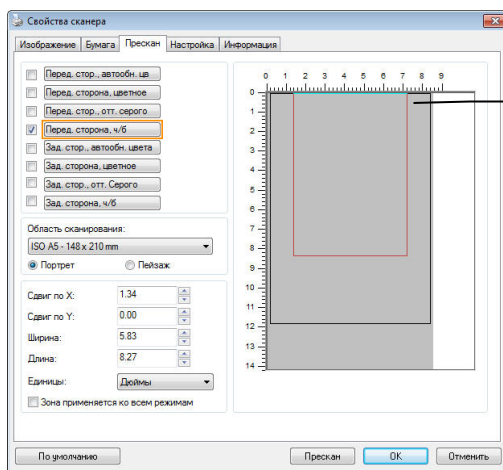 Свойства сканера
Изображение Бумага Прескан Настройка Информация
Перед. стор., автообн. цв
Перед. сторона, цветное
Перед. стор., отт. серого
Перед. сторона, ч/б
Зад. стор., автообн. цвета
Зад. сторона, цветное
Зад. стор., отт. Серого
Зад. сторона, ч/б
Область сканирования:
ISO A5 - 148 x 210 mm
Портрет Пейзаж
Сдвиг по X: 1.34
Сдвиг по Y: 0.00
Ширина: 5.83
Длина: 8.27
Единицы: Дюймы
Зона применяется ко всем режимам
0 1 2 3 4 5 6 7 8 9
0
1
2
3
4
5
6
7
8
9
10
11
12
13
14
По умолчанию Прескан OK Отменить